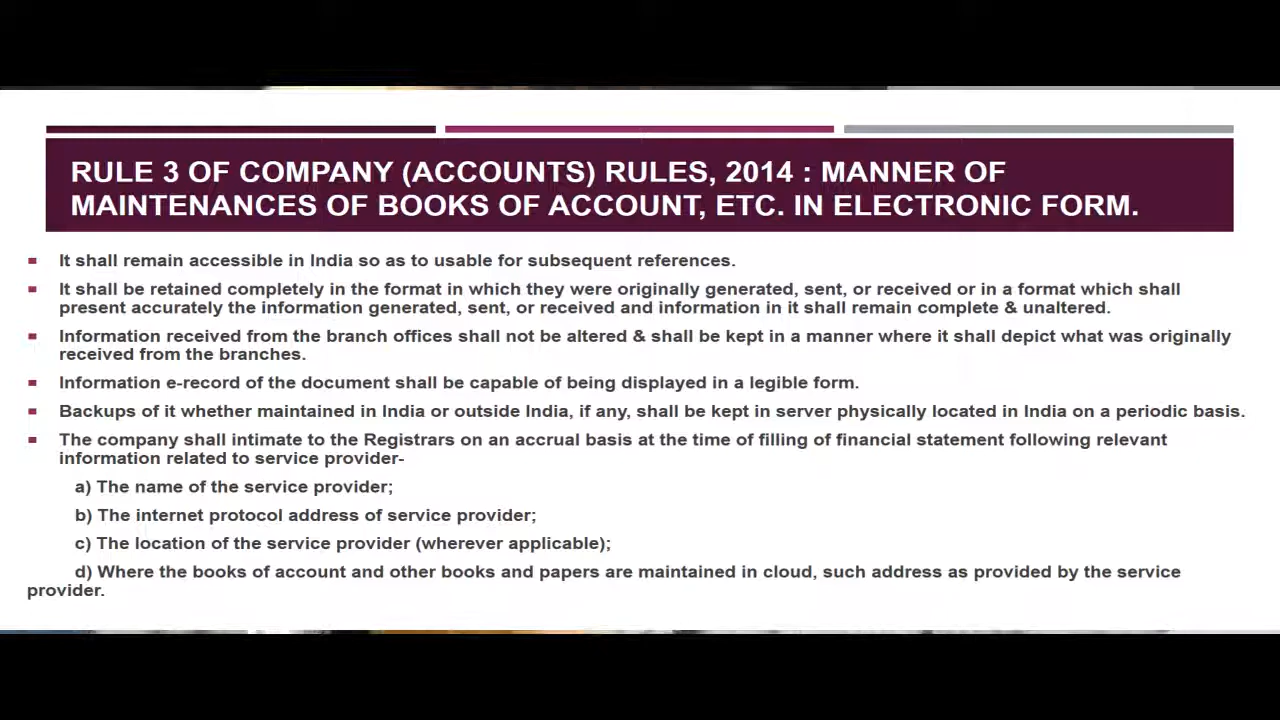 RULE 3 OF COMPANY (ACCOUNTS) RULES, 2014 : MANNER OF
MAINTENANCES OF BOOKS OF ACCOUNT, ETC. IN ELECTRONIC FORM.
It shall remain accessible in India so as to usable for subsequent references.
It shall be retained completely in the format in which they were originally generated, sent, or received or in a format which shall
present accurately the information generated, sent, or received and information in it shall remain complete & unaltered.
Information received from the branch offices shall not be altered & shall be kept in a manner where it shall depict what was originally
received from the branches.
Information e-record of the document shall be capable of being displayed in a legible form.
Backups of it whether maintained in India or outside India, if any, shall be kept in server physically located in India on a periodic basis.
The company shall intimate to the Registrars on an accrual basis at the time of filling of financial statement following relevant
information related to service provider-
a) The name of the service provider;
b) The internet protocol address of service provider;
c) The location of the service provider (wherever applicable);
d) Where the books of account and other books and papers are maintained in cloud, such address as provided by the service
provider.